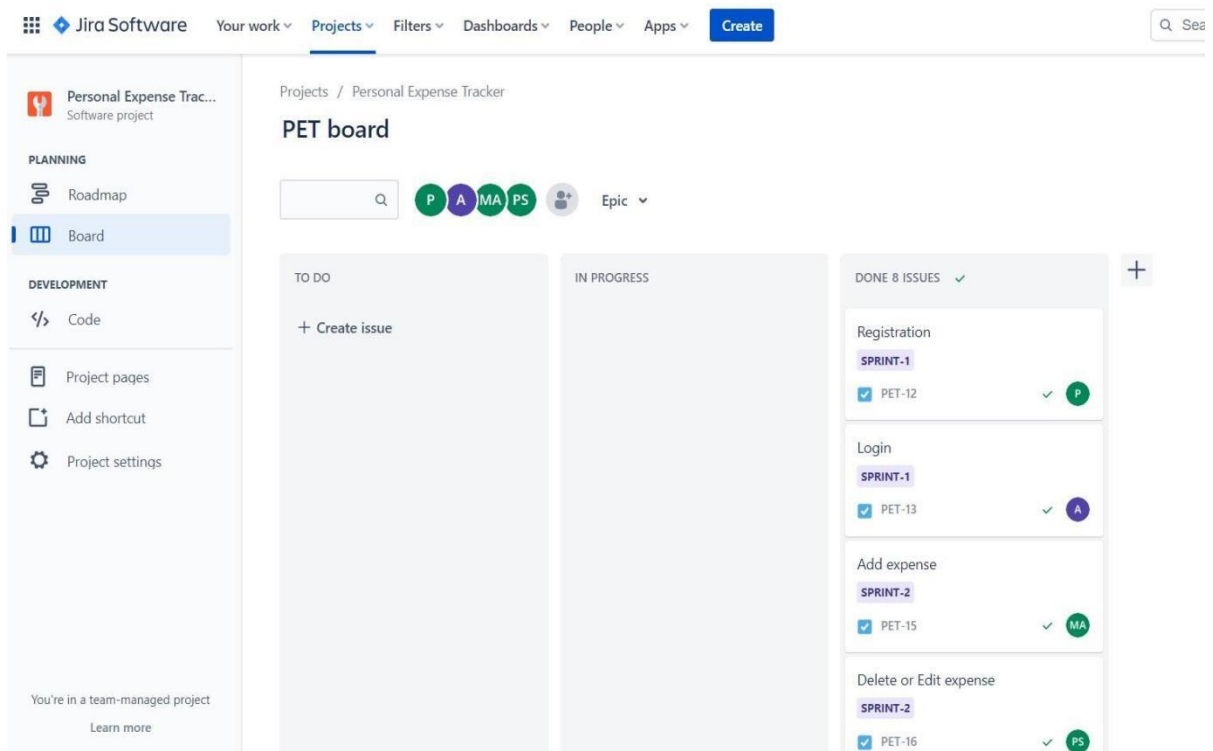 Jira Software Your work Projects Filters Dashboards People Apps Create Sea
Personal Expense Trac...
Software project
PLANNING
Roadmap
Board
DEVELOPMENT
Code
Project pages
Add shortcut
Project settings
You're in a team-managed project
Learn more
Projects / Personal Expense Tracker
PET board
P A MA PS Epic
TO DO
+ Create issue
IN PROGRESS
DONE 8 ISSUES
Registration
SPRINT-1
PET-12 P
Login
SPRINT-1
PET-13 A
Add expense
SPRINT-2
PET-15 MA
Delete or Edit expense
SPRINT-2
PET-16 PS